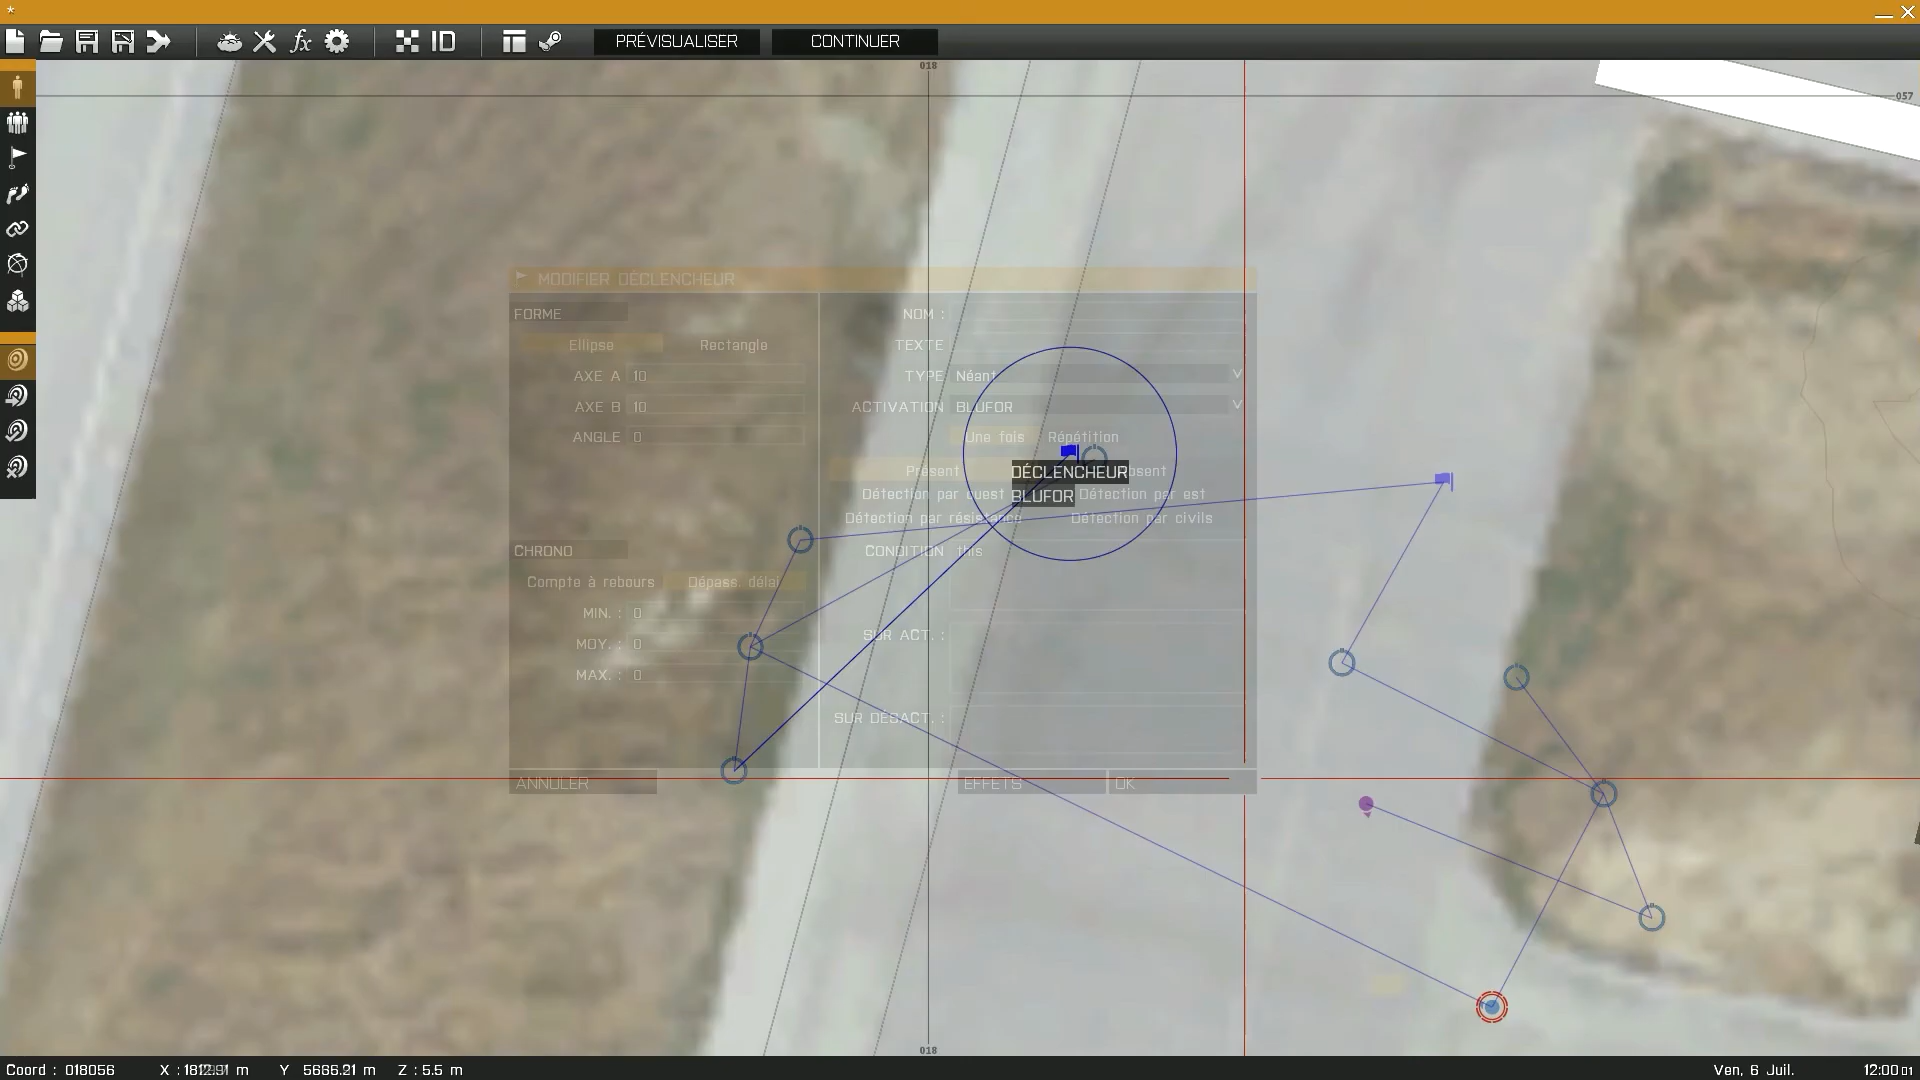 *
ID
PRÉVISUALISER
CONTINUER
018
057
MODIFIER DÉCLENCHEUR
FORME
Ellipse
Rectangle
AXE A 10
AXE B 10
ANGLE 0
CHRONO
Compte à rebours
Dépass. délai
MIN. : 0
MOY. : 0
MAX. : 0
NOM :
TEXTE
TYPE Néant
ACTIVATION BLUFOR
Une fois
Répétition
Présent
DÉCLENCHEUR
BLUFOR
Détection par ouest
Détection par est
Détection par résistance
Détection par civils
CONDITION this
SUR ACT. :
SUR DÉSACT. :
ANNULER
EFFETS
OK
018
Coord : 018056
X :
m
Y
m
Z : 5.5 m
Ven, 6 Juil.
12:00